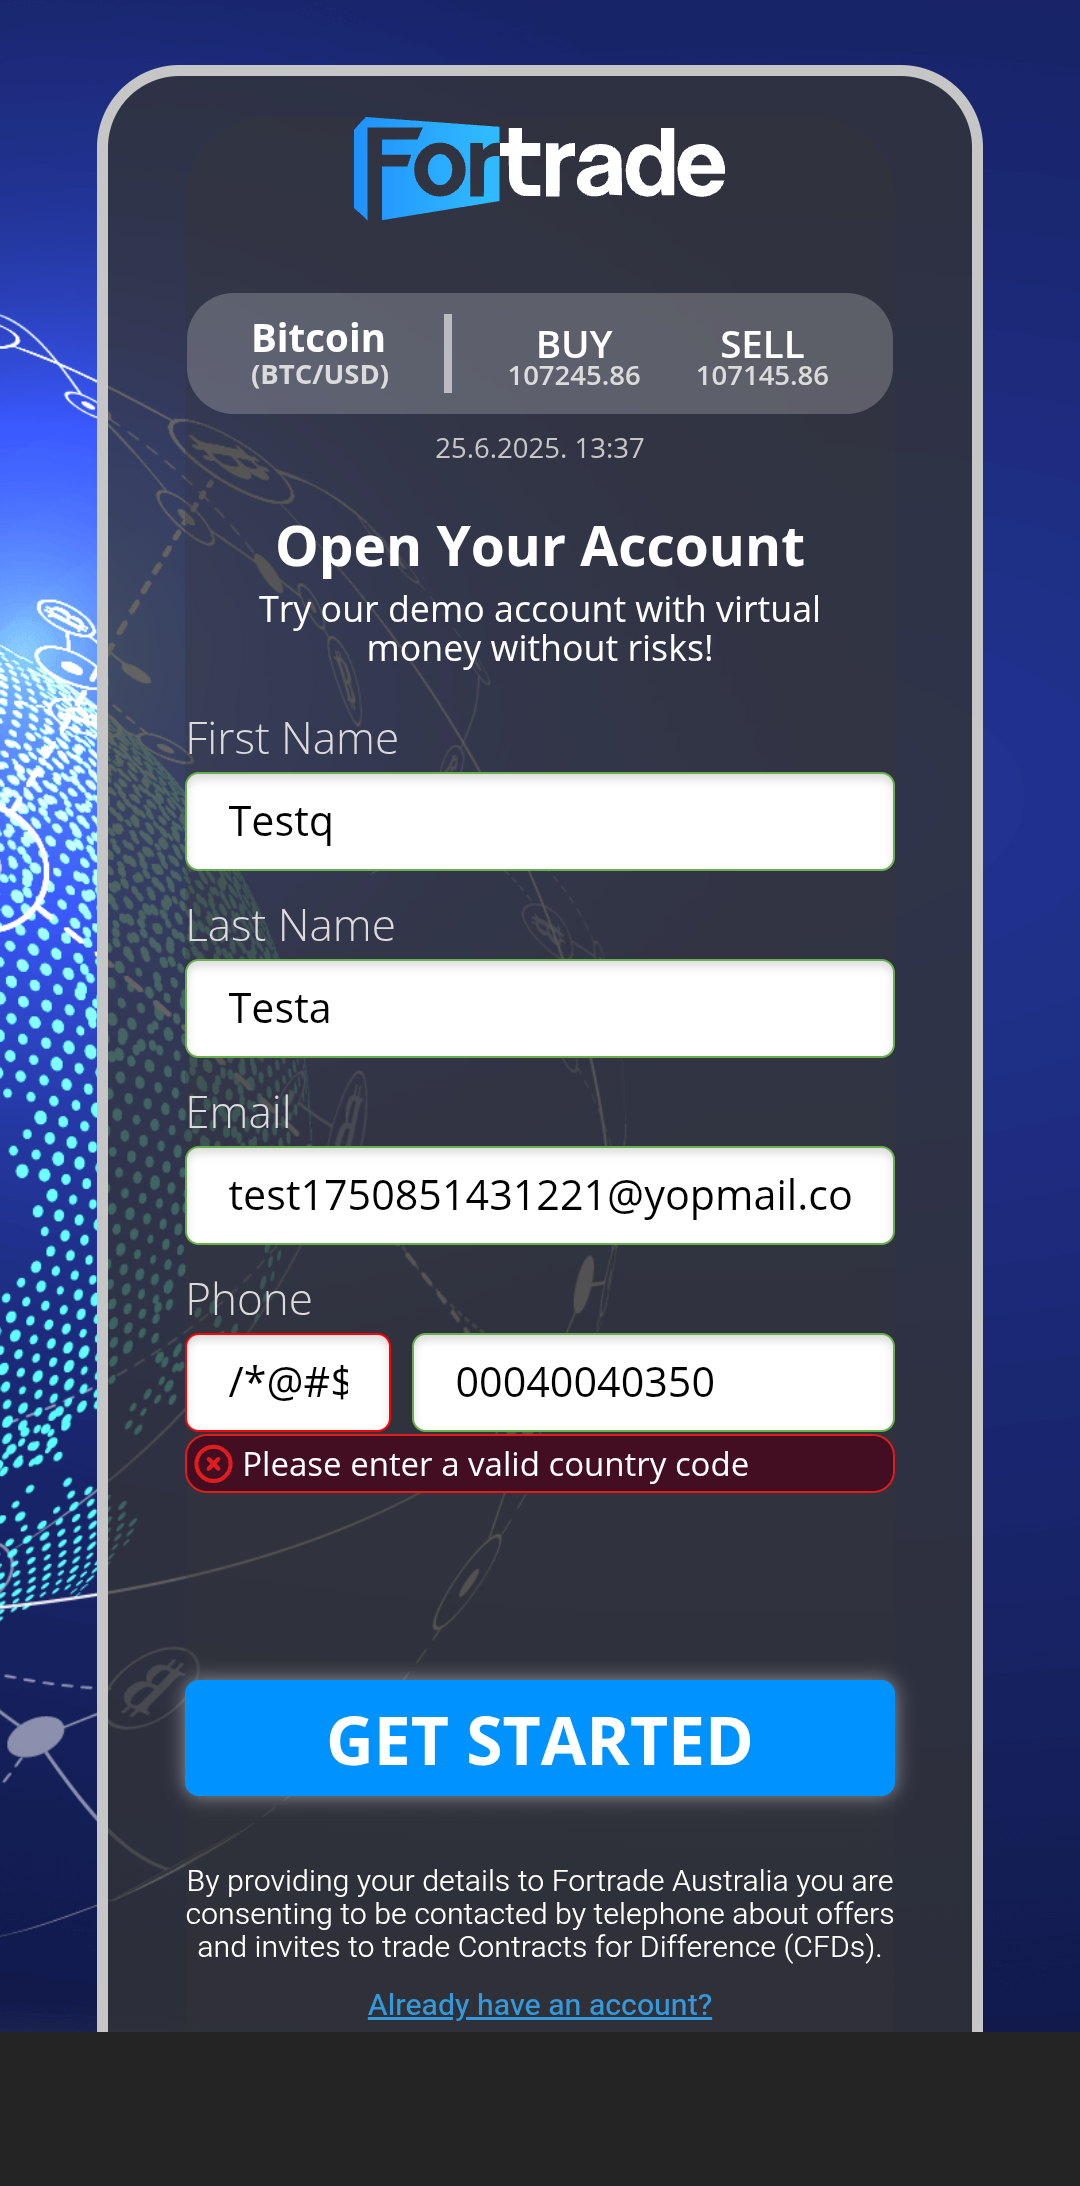 Fortrade
Bitcoin
(BTC/USD)
BUY
107245.86
SELL
107145.86
25.6.2025. 13:37
Open Your Account
Try our demo account with virtual
money without risks!
First Name
Testq
Last Name
Testa
Email
test1750851431221@yopmail.co
Phone
/*@#$
00040040350
Please enter a valid country code
GET STARTED
By providing your details to Fortrade Australia you are
consenting to be contacted by telephone about offers
and invites to trade Contracts for Difference (CFDs).
Already have an account?